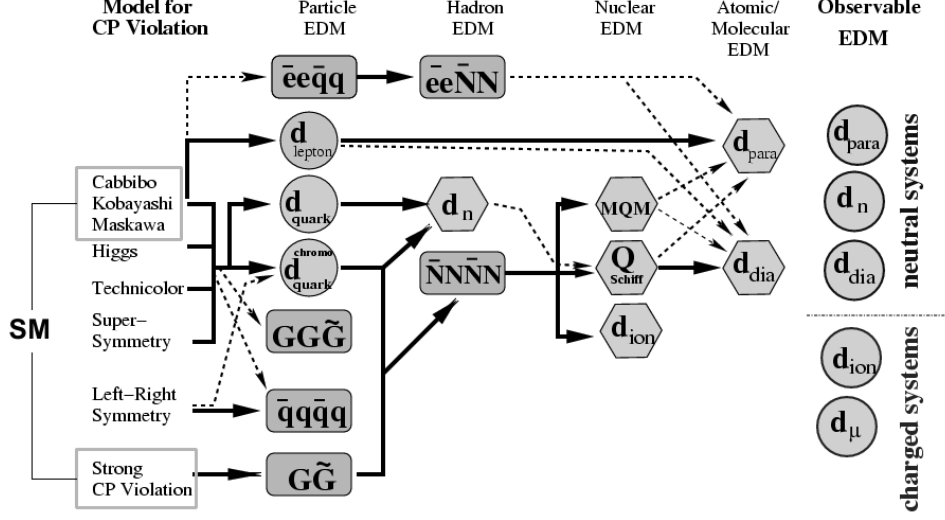 Model for
CP Violation
Particle
EDM
Hadron
EDM
Nuclear
EDM
Atomic/
Molecular
EDM
Observable
EDM
ēeq̄q
ēeN̄N
d lepton
d para
Cabbibo
Kobayashi
Maskawa
d quark
d n
MQM
Higgs
d chromo quark
N̄NN̄N
Q Schiff
d dia
Technicolor
SM
Super–
Symmetry
GGG̃
d ion
Left–Right
Symmetry
q̄qq̄q
Strong
CP Violation
GG̃
d para
d n
d dia
neutral systems
d ion
d μ
charged systems